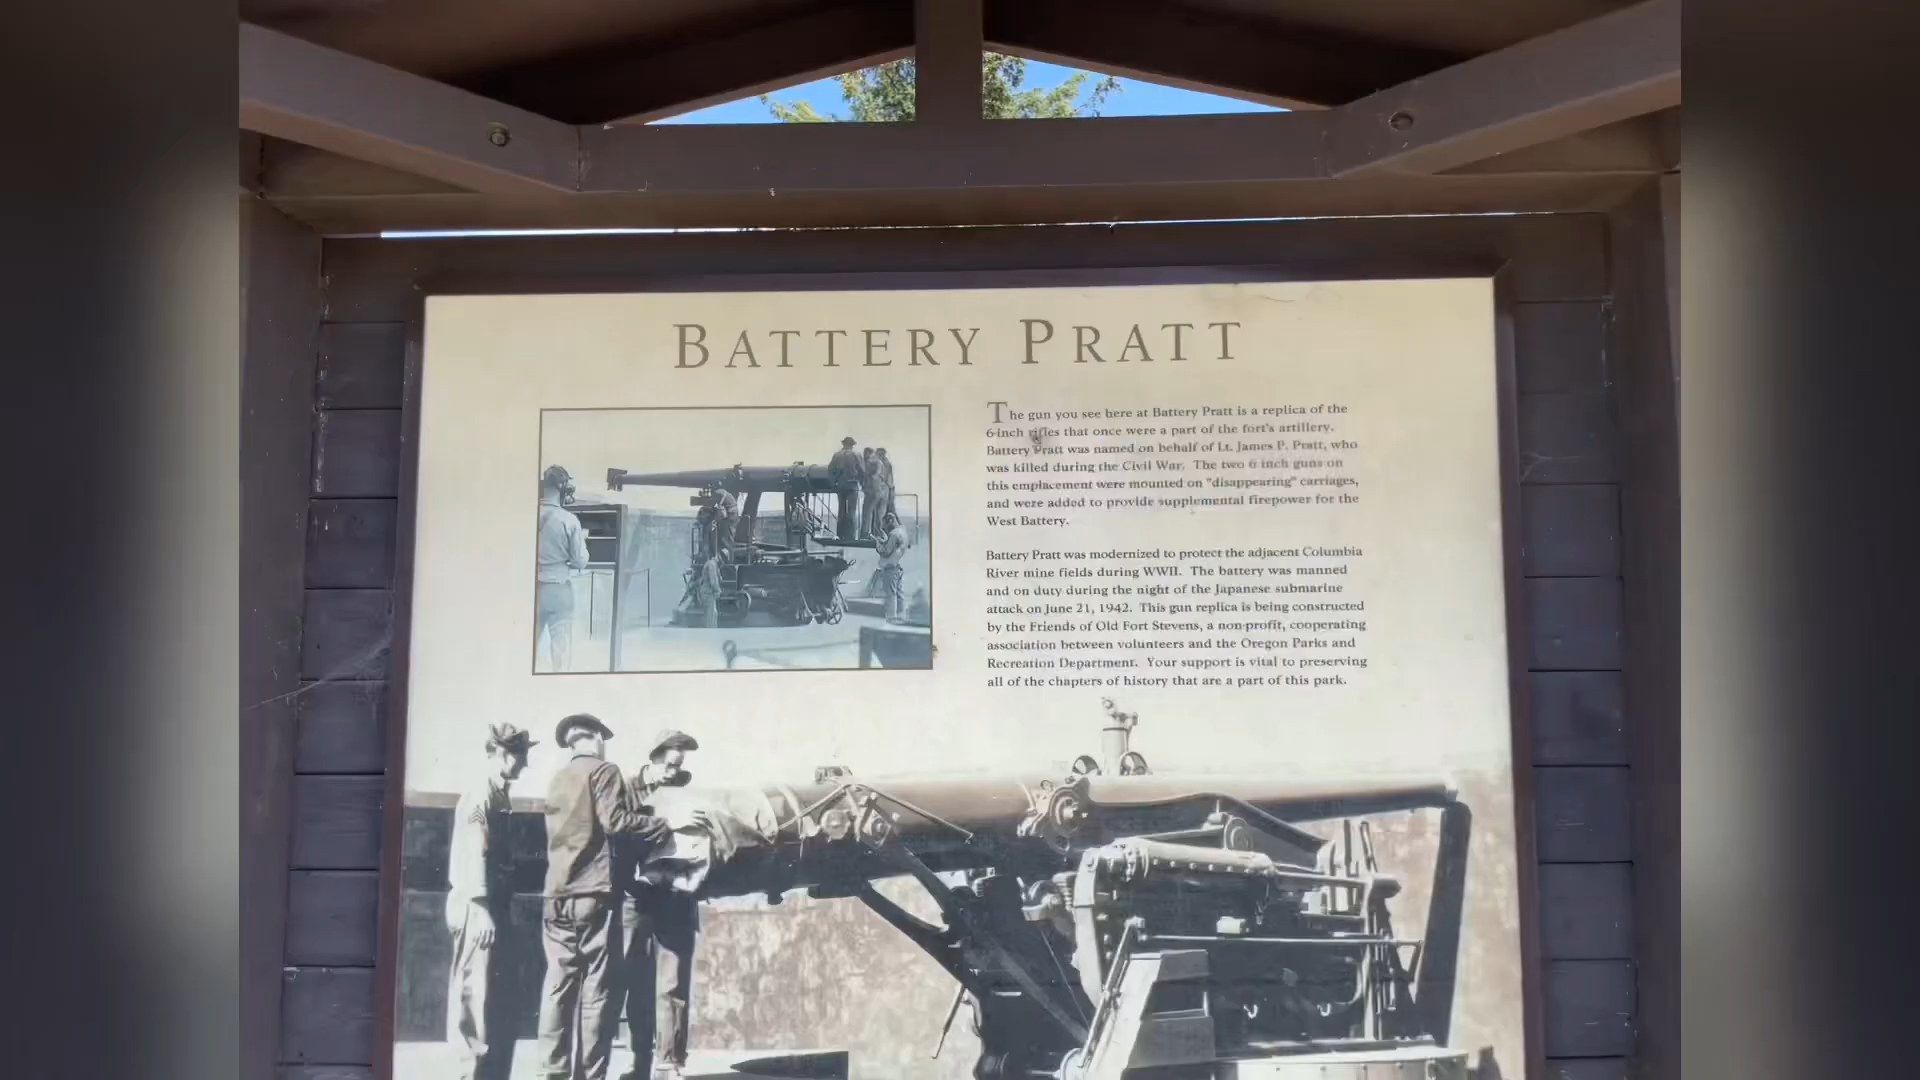 BATTERY PRATT
The gun you see here at Battery Pratt is a replica of the
6-inch rifles that once were a part of the fort's artillery.
Battery Pratt was named on behalf of Lt. James P. Pratt, who
was killed during the Civil War. The two 6 inch guns on
this emplacement were mounted on "disappearing" carriages,
and were added to provide supplemental firepower for the
West Battery.
Battery Pratt was modernized to protect the adjacent Columbia
River mine fields during WWII. The battery was manned
and on duty during the night of the Japanese submarine
attack on June 21, 1942. This gun replica is being constructed
by the Friends of Old Fort Stevens, a non-profit, cooperating
association between volunteers and the Oregon Parks and
Recreation Department. Your support is vital to preserving
all of the chapters of history that are a part of this park.